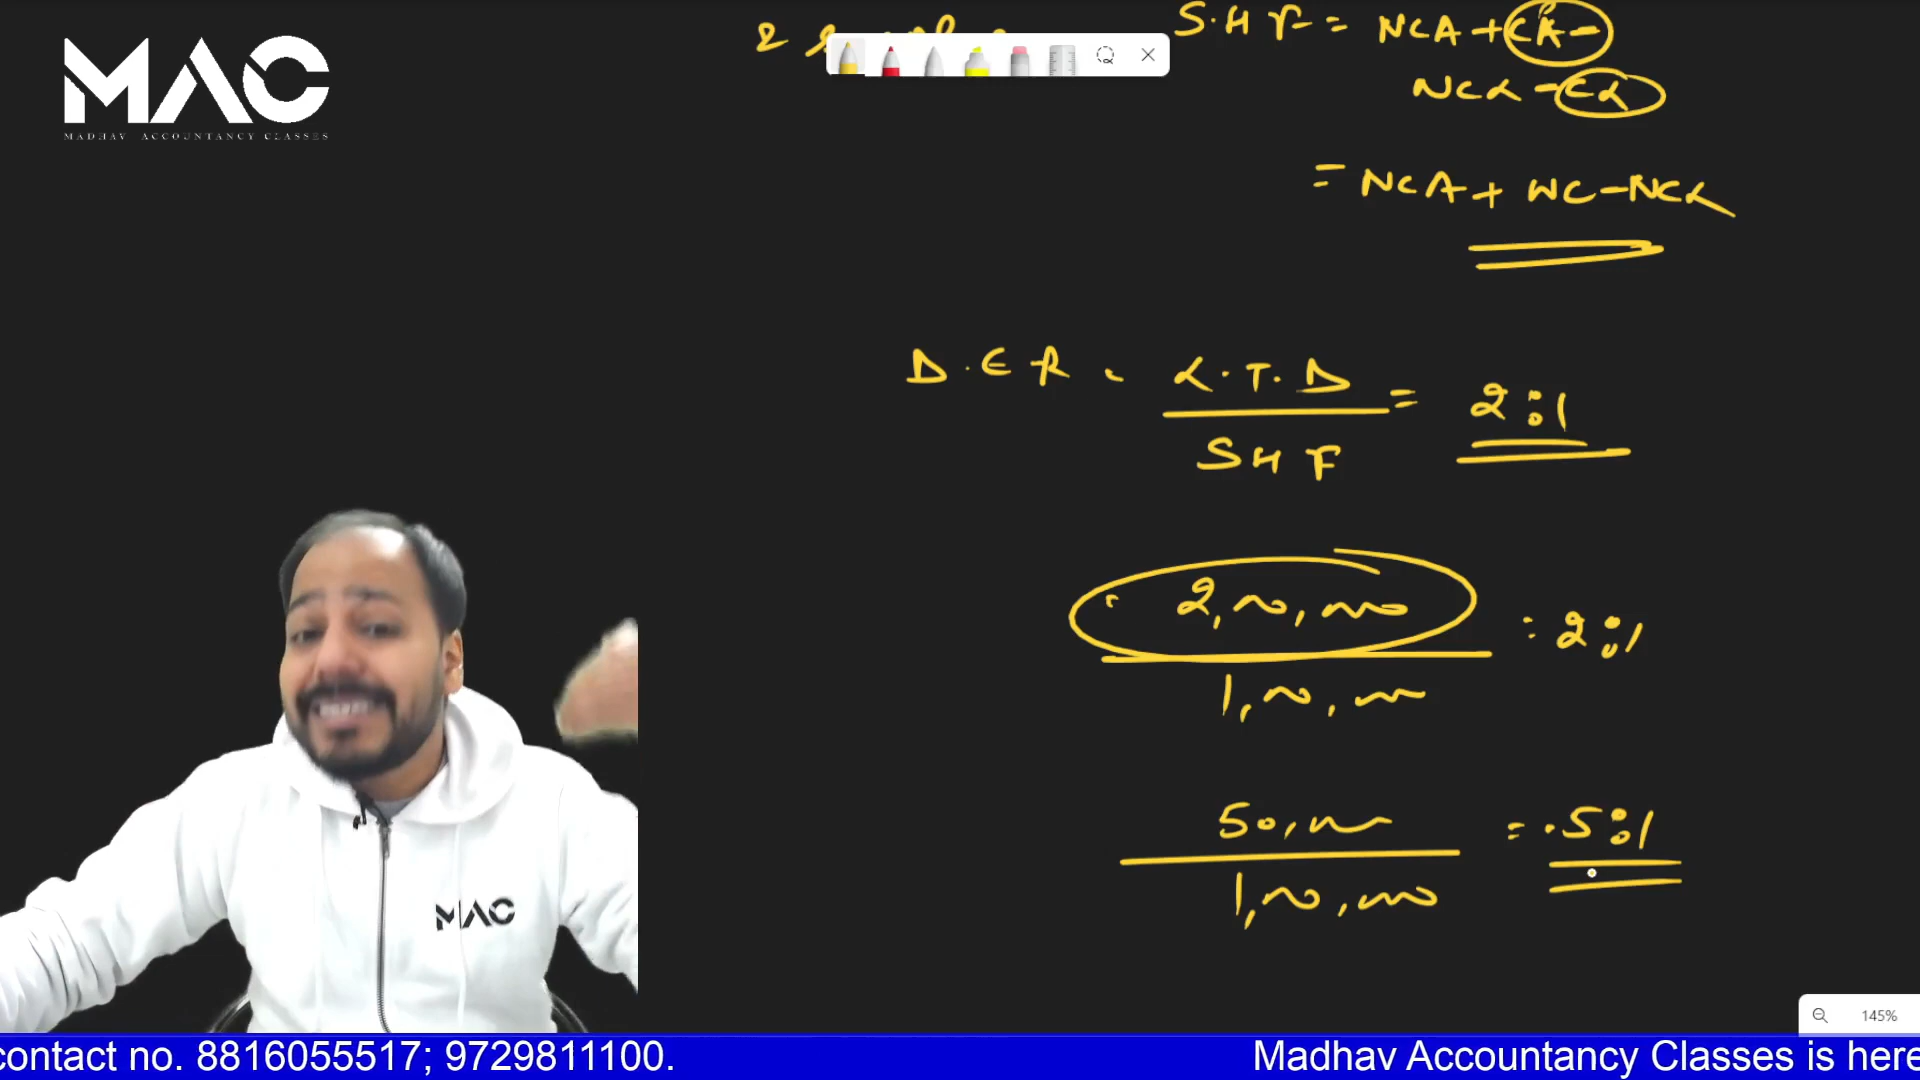 MAC
MADHAV ACCOUNTANCY CLASSES
S.H.F = NCA + CA -
NCL - CL
= NCA + WC - NCL
D.E.R = L.T.D / SHF = 2:1
2,00,000 / 1,00,000 = 2:1
50,000 / 1,00,000 = .5:1
MAC
145%
contact no. 8816055517; 9729811100.
Madhav Accountancy Classes is here